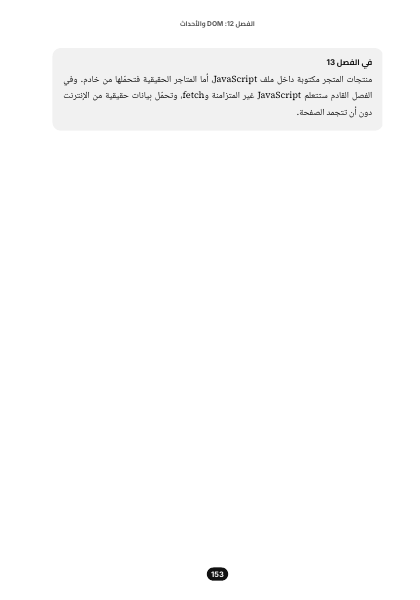 الفصل 12: DOM والأحداث
في الفصل 13
منتجات المتجر مكتوبة داخل ملف JavaScript أما المتاجر الحقيقية فتحمّلها من خادم. وفي
الفصل القادم ستتعلم JavaScript غير المتزامنة وfetch، وتحمّل بيانات حقيقية من الإنترنت
دون أن تتجمد الصفحة.
153